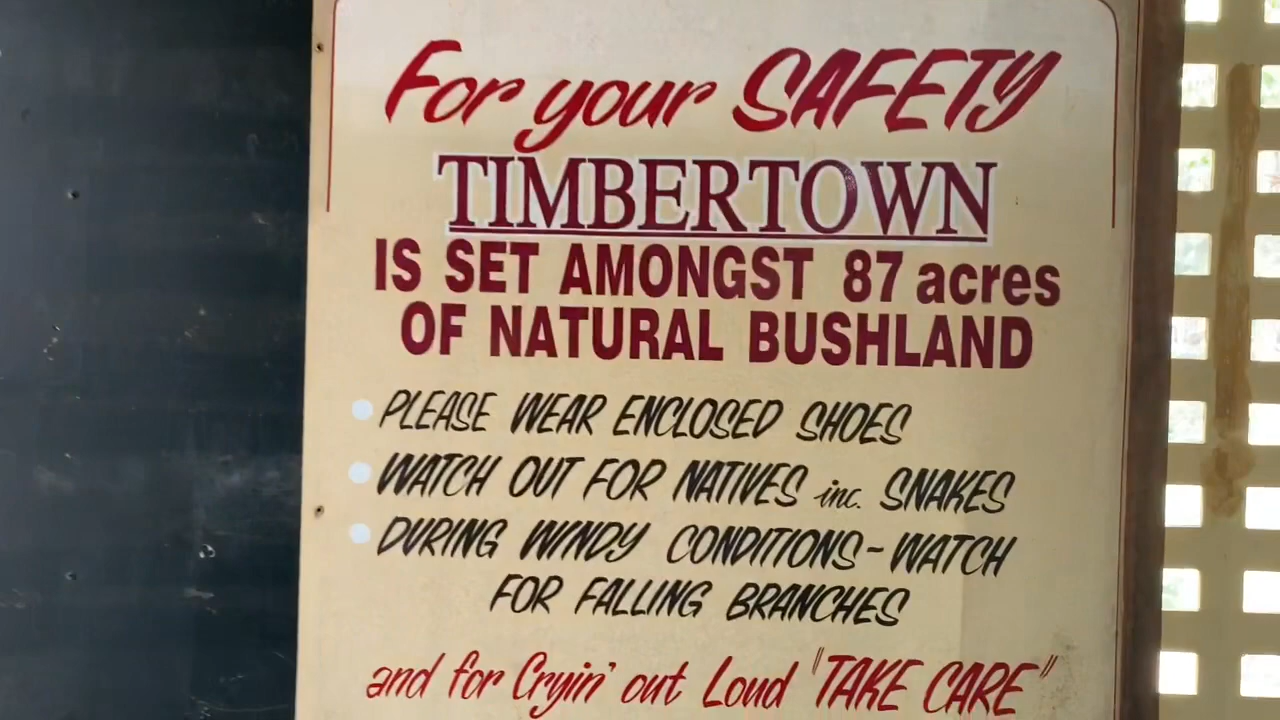 For your SAFETY
TIMBERTOWN
IS SET AMONGST 87 acres
OF NATURAL BUSHLAND
• PLEASE WEAR ENCLOSED SHOES
• WATCH OUT FOR NATIVES inc. SNAKES
• DURING WINDY CONDITIONS - WATCH
FOR FALLING BRANCHES
and for Cryin' out Loud "TAKE CARE"